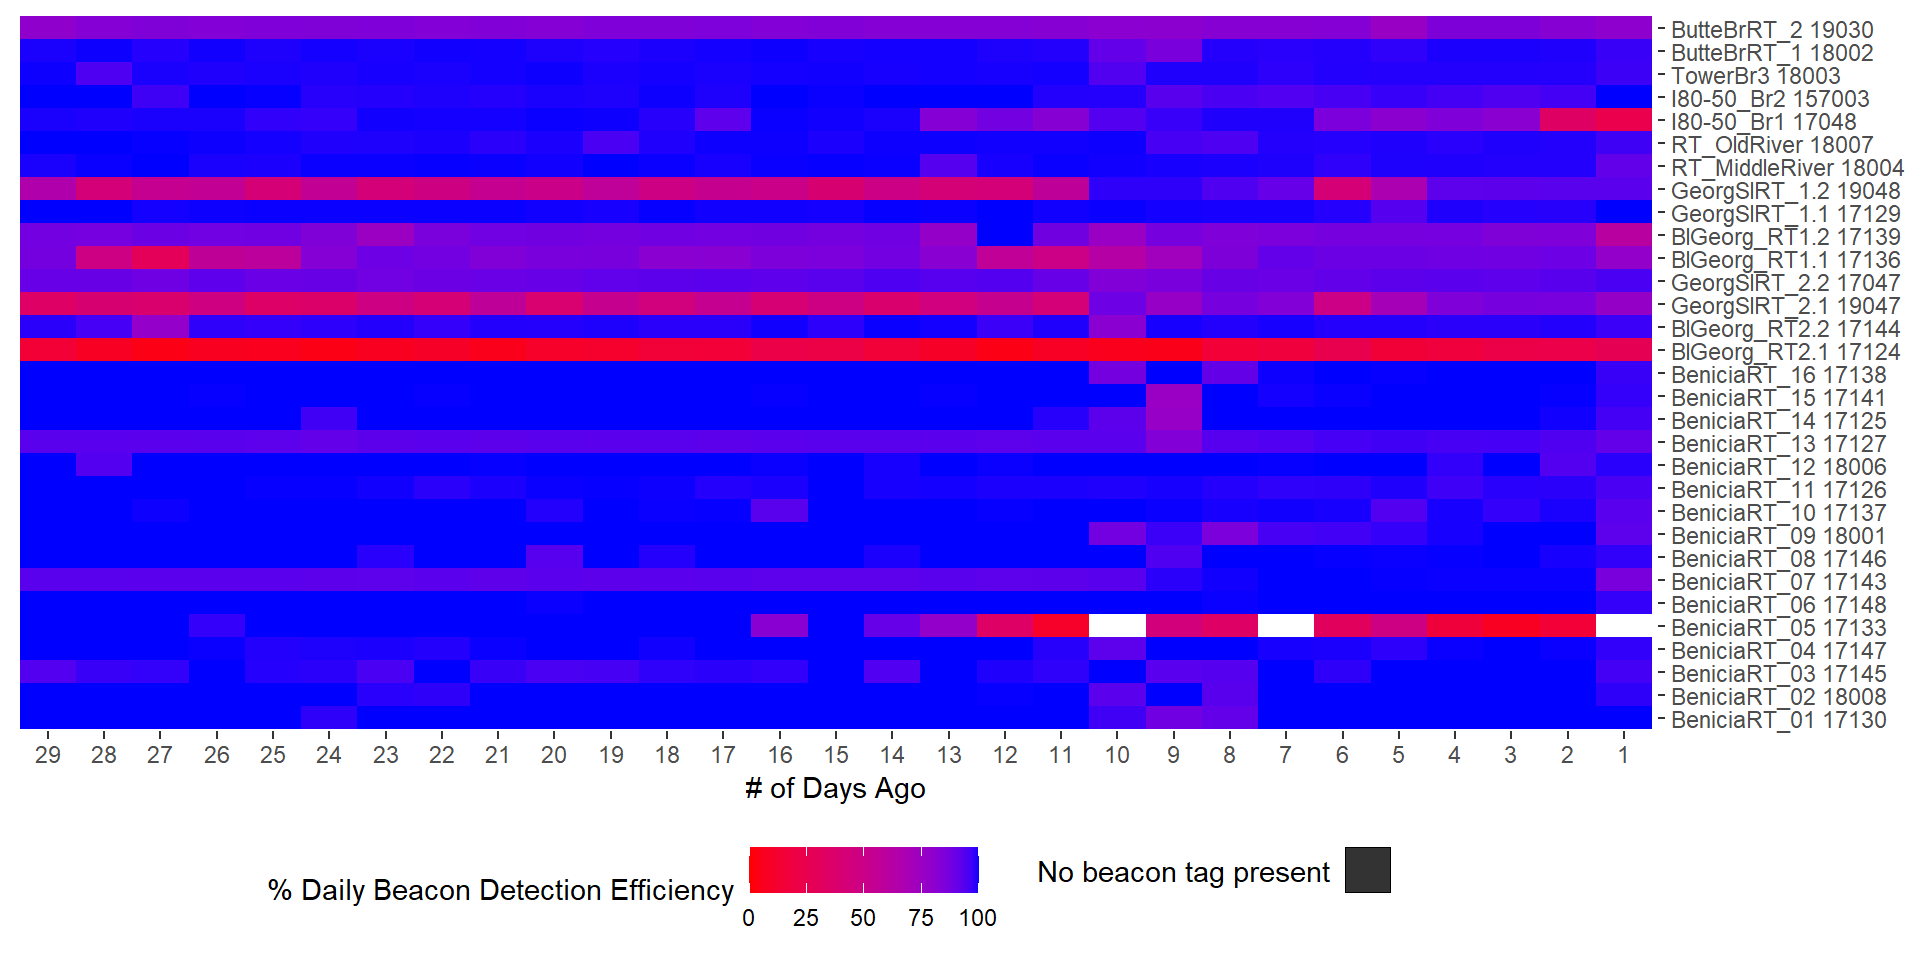 ButteBrRT_2 19030
ButteBrRT_1 18002
TowerBr3 18003
I80-50_Br2 157003
I80-50_Br1 17048
RT_OldRiver 18007
RT_MiddleRiver 18004
GeorgSlRT_1.2 19048
GeorgSlRT_1.1 17129
BlGeorg_RT1.2 17139
BlGeorg_RT1.1 17136
GeorgSlRT_2.2 17047
GeorgSlRT_2.1 19047
BlGeorg_RT2.2 17144
BlGeorg_RT2.1 17124
BeniciaRT_16 17138
BeniciaRT_15 17141
BeniciaRT_14 17125
BeniciaRT_13 17127
BeniciaRT_12 18006
BeniciaRT_11 17126
BeniciaRT_10 17137
BeniciaRT_09 18001
BeniciaRT_08 17146
BeniciaRT_07 17143
BeniciaRT_06 17148
BeniciaRT_05 17133
BeniciaRT_04 17147
BeniciaRT_03 17145
BeniciaRT_02 18008
BeniciaRT_01 17130
29 28 27 26 25 24 23 22 21 20 19 18 17 16 15 14 13 12 11 10 9 8 7 6 5 4 3 2 1
# of Days Ago
% Daily Beacon Detection Efficiency
0 25 50 75 100
No beacon tag present